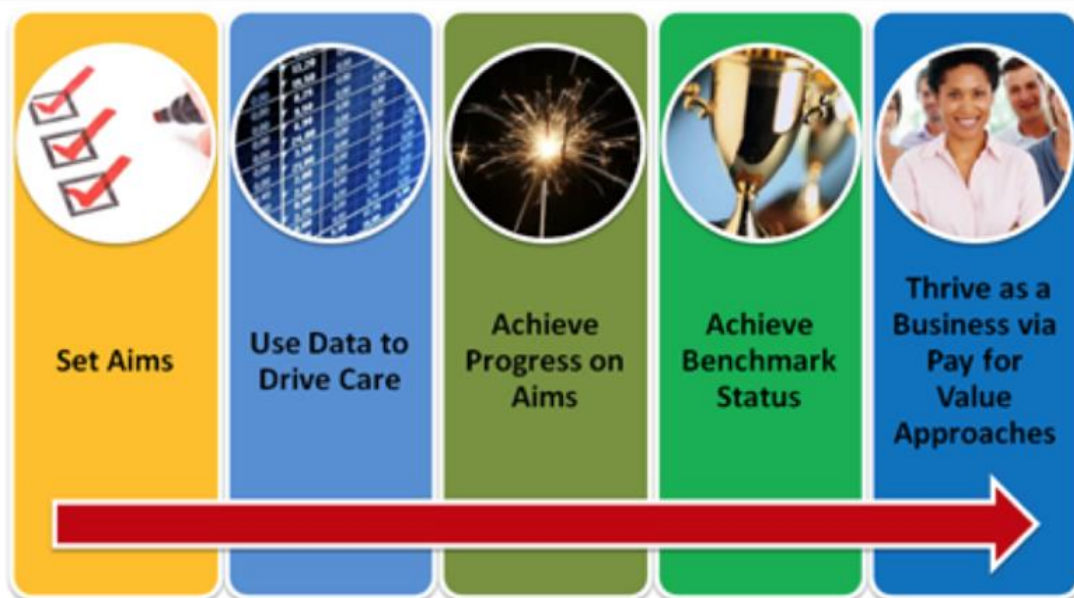 Set Aims
Use Data to
Drive Care
Achieve
Progress on
Aims
Achieve
Benchmark
Status
Thrive as a
Business via
Pay for
Value
Approaches